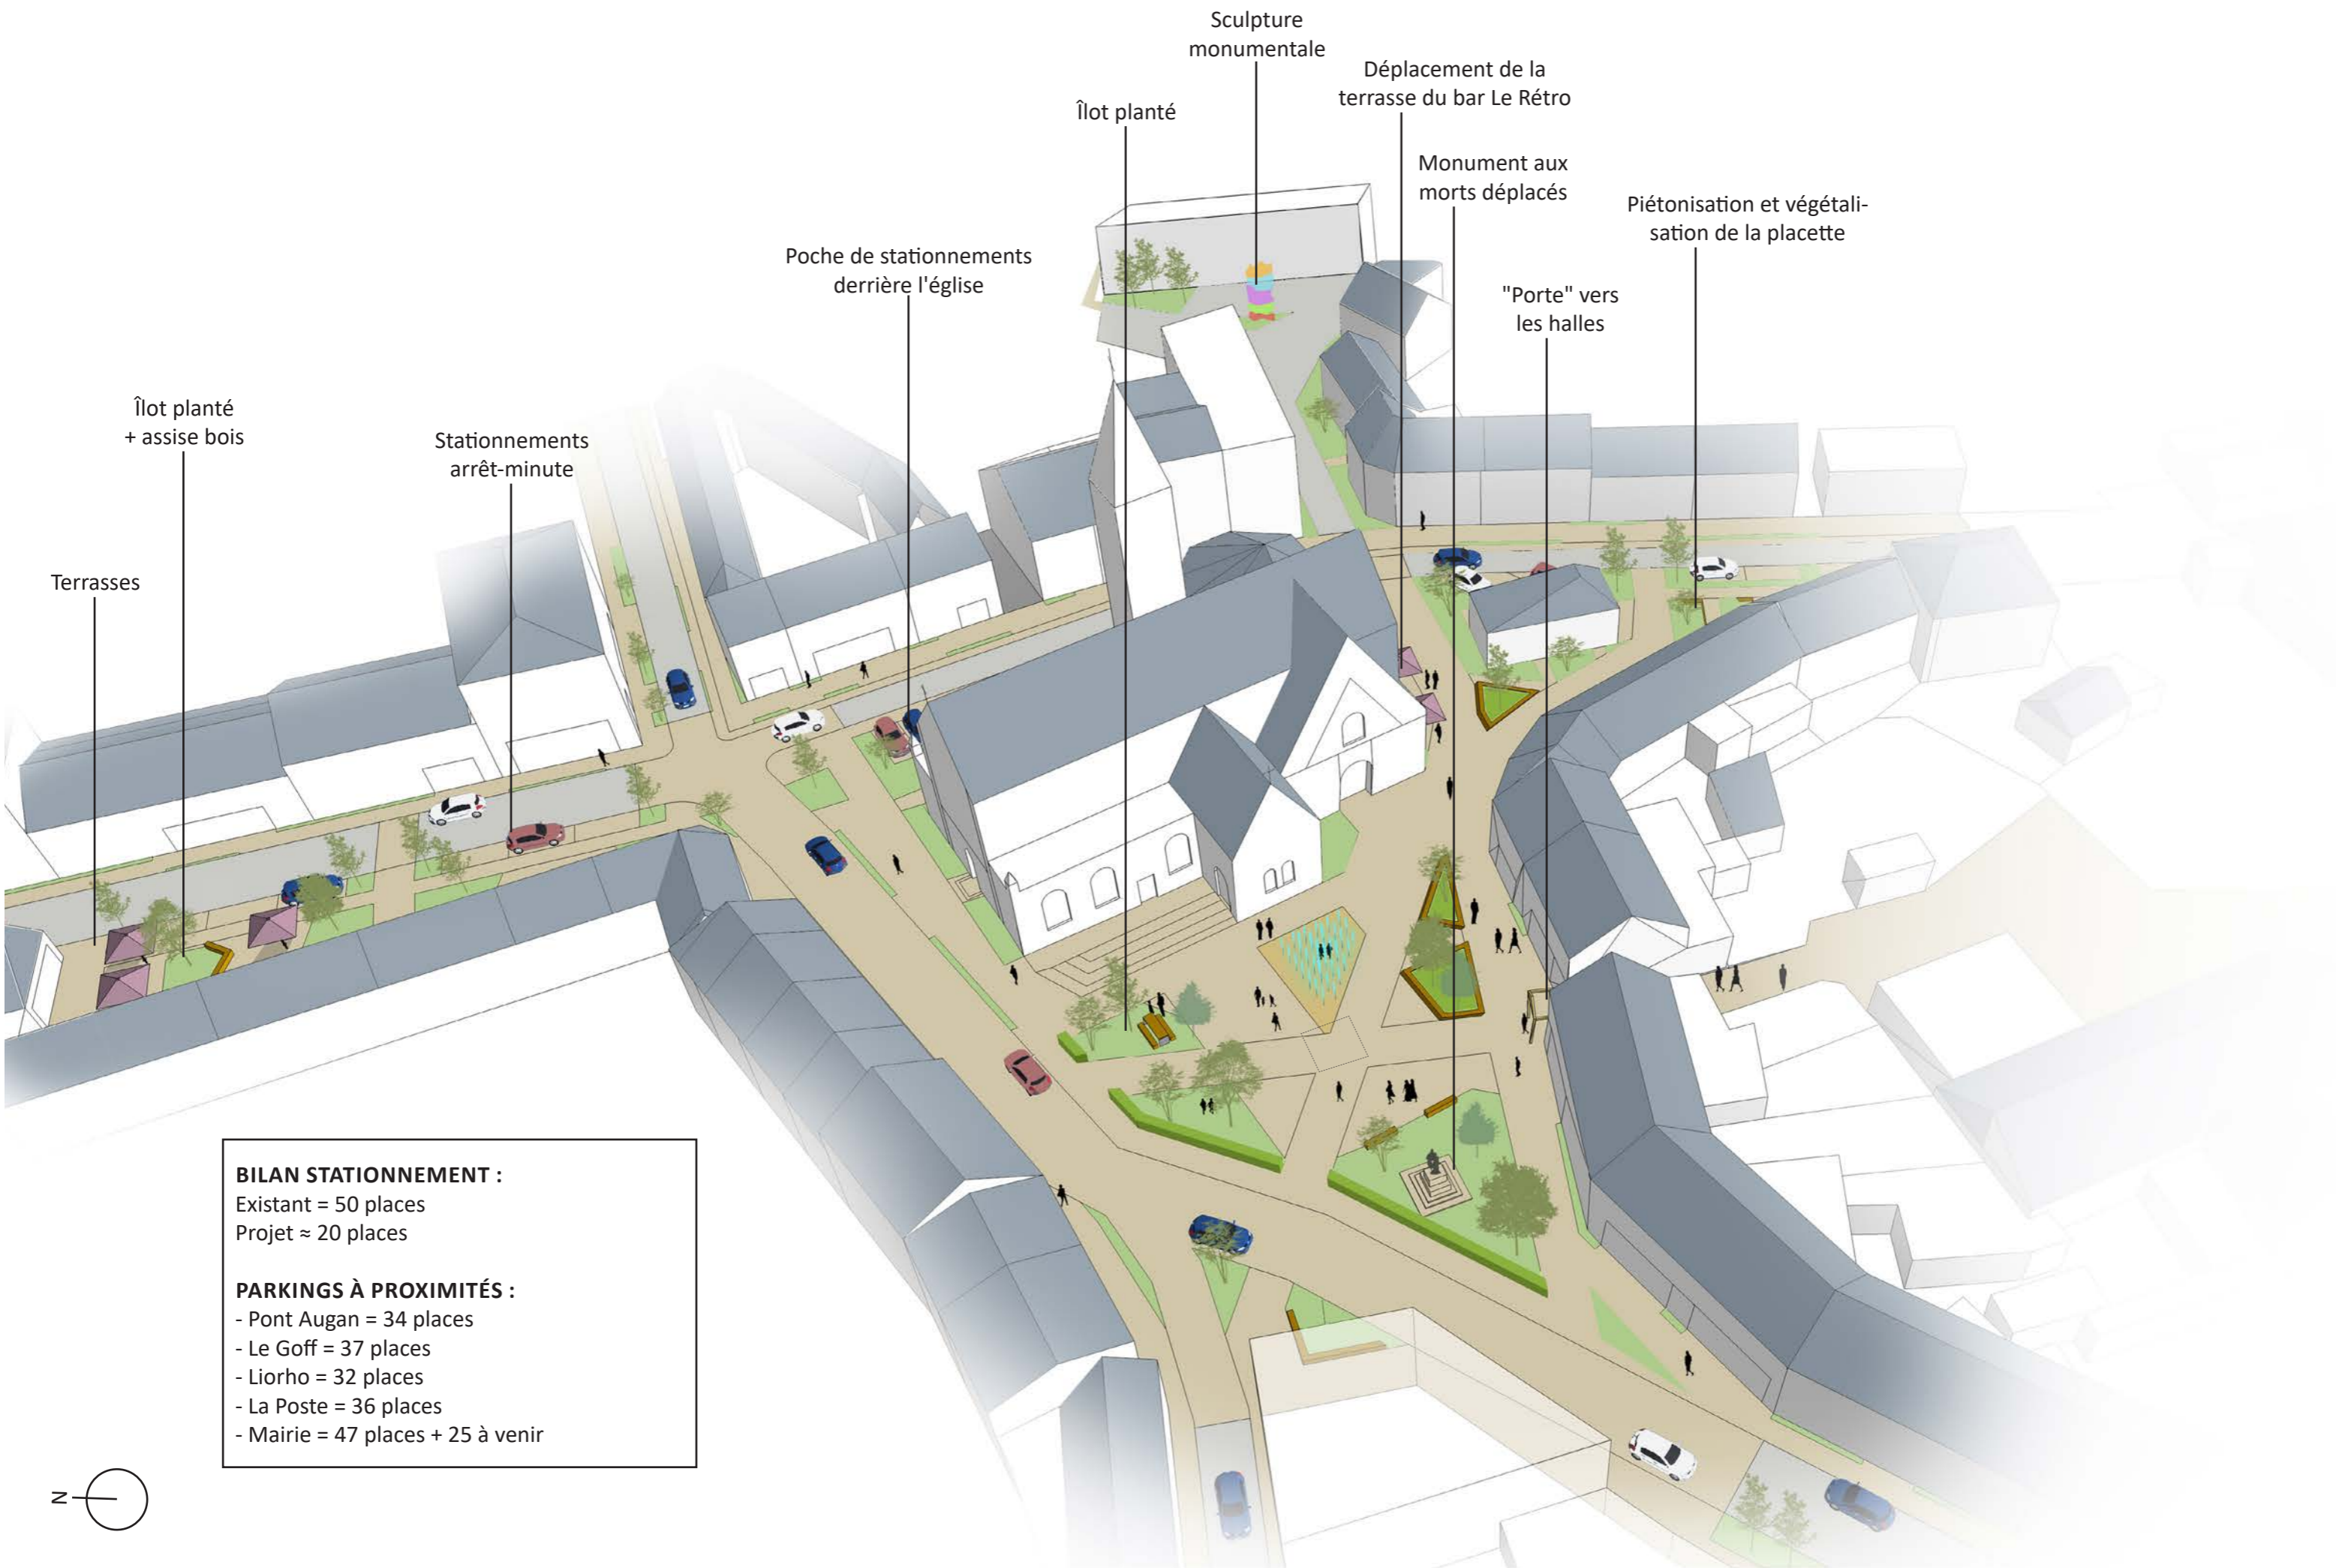 Sculpture
monumentale
Déplacement de la
terrasse du bar Le Rétro
Îlot planté
Monument aux
morts déplacés
Piétonisation et végétali-
sation de la placette
Poche de stationnements
derrière l'église
"Porte" vers
les halles
Îlot planté
+ assise bois
Stationnements
arrêt-minute
Terrasses
BILAN STATIONNEMENT :
Existant = 50 places
Projet ≈ 20 places
PARKINGS À PROXIMITÉS :
- Pont Augan = 34 places
- Le Goff = 37 places
- Liorho = 32 places
- La Poste = 36 places
- Mairie = 47 places + 25 à venir
N